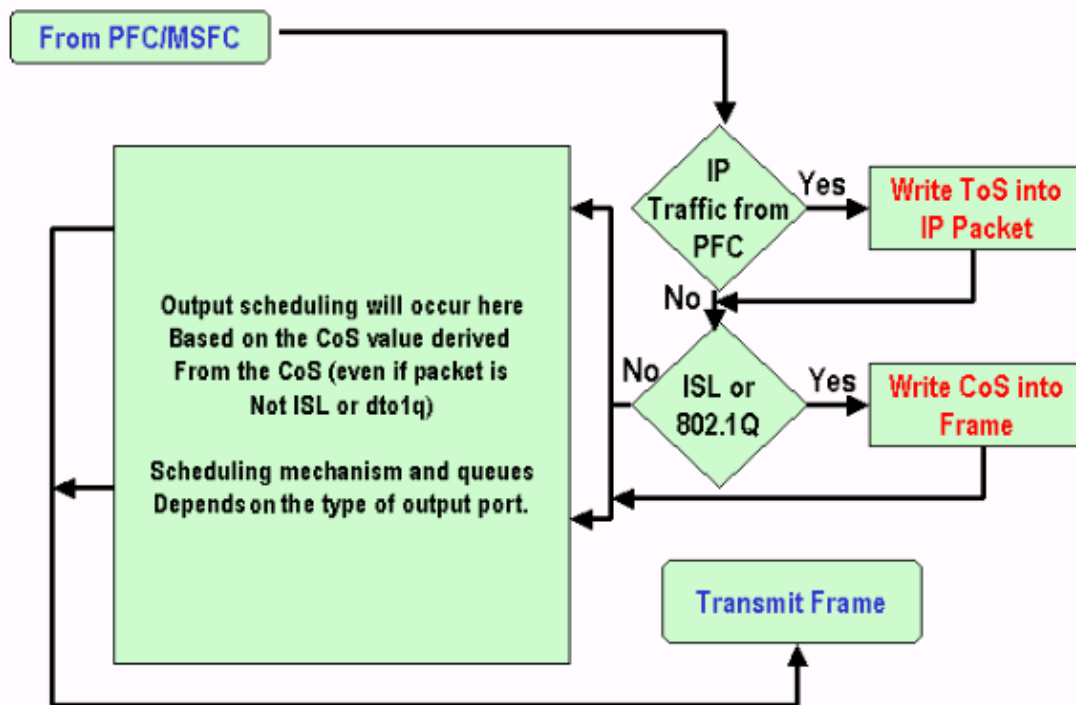 From PFC/MSFC
IP
Traffic from
PFC
Yes
Write ToS into
IP Packet
No
ISL or
802.1Q
Yes
Write CoS into
Frame
No
Output scheduling will occur here
Based on the CoS value derived
From the CoS (even if packet is
Not ISL or dto1q)
Scheduling mechanism and queues
Depends on the type of output port.
Transmit Frame